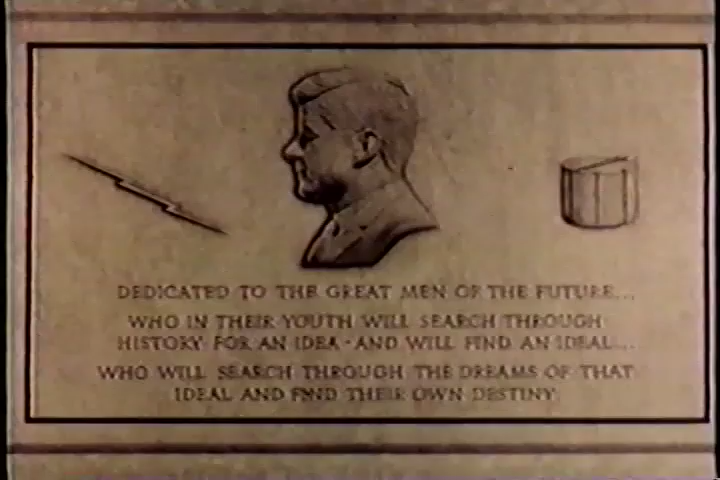 DEDICATED TO THE GREAT MEN OF THE FUTURE...
WHO IN THEIR YOUTH WILL SEARCH THROUGH
HISTORY FOR AN IDEA - AND WILL FIND AN IDEAL...
WHO WILL SEARCH THROUGH THE DREAMS OF THAT
IDEAL AND FIND THEIR OWN DESTINY